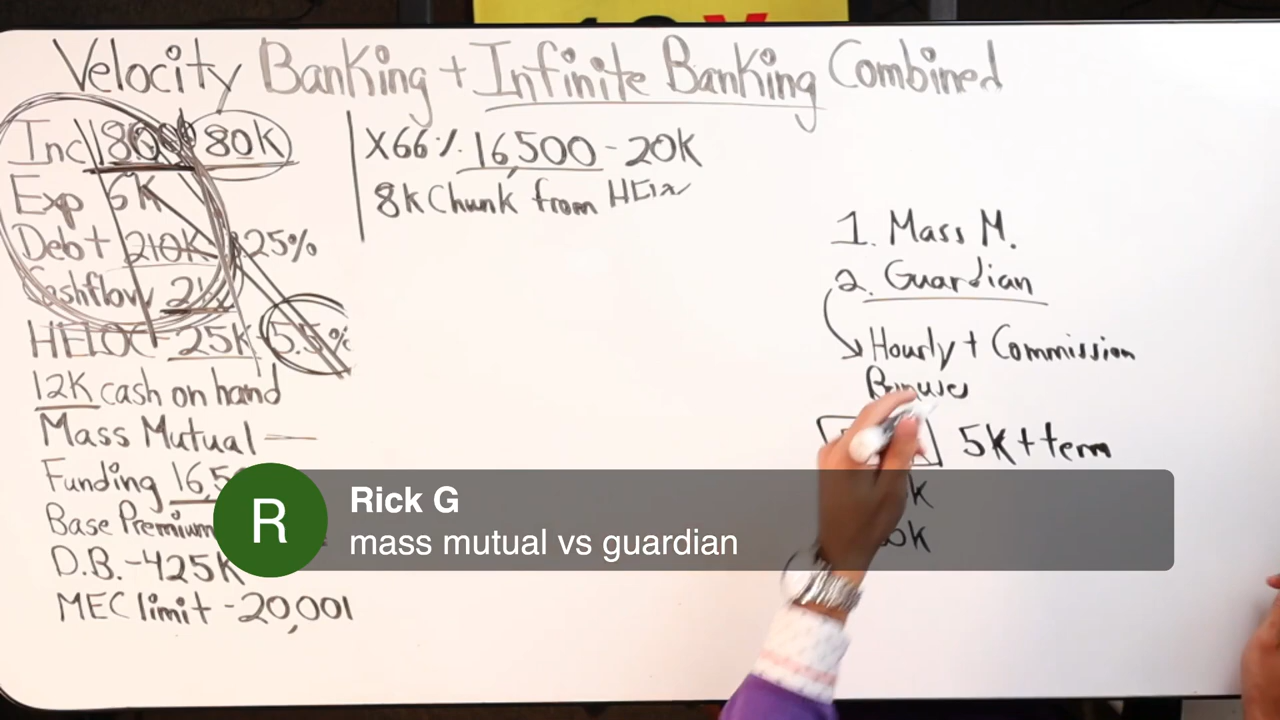 Velocity Banking + Infinite Banking Combined
Inc 80K
Exp 6K
Debt 210K 25%
Cashflow 2K
HELOC - 25K - 5.5%
12K cash on hand
Mass Mutual —
Funding 16,5
Base Premium
D.B. - 425K
MEC limit - 20,001
X66% 16,500 - 20K
8K Chunk from
1. Mass M.
2. Guardian
Hourly + Commission
5K + term
R
Rick G
mass mutual vs guardian